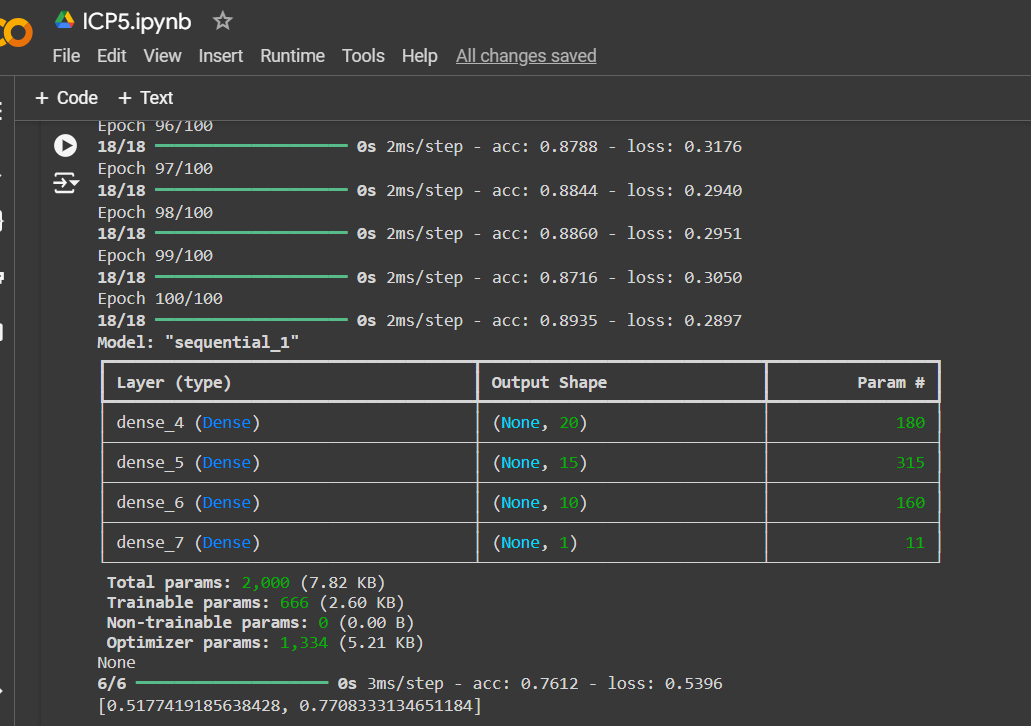 ICP5.ipynb
File Edit View Insert Runtime Tools Help All changes saved
+ Code + Text
Epoch 96/100
18/18 0s 2ms/step - acc: 0.8788 - loss: 0.3176
Epoch 97/100
18/18 0s 2ms/step - acc: 0.8844 - loss: 0.2940
Epoch 98/100
18/18 0s 2ms/step - acc: 0.8860 - loss: 0.2951
Epoch 99/100
18/18 0s 2ms/step - acc: 0.8716 - loss: 0.3050
Epoch 100/100
18/18 0s 2ms/step - acc: 0.8935 - loss: 0.2897
Model: "sequential_1"
Layer (type) Output Shape Param #
dense_4 (Dense) (None, 20) 180
dense_5 (Dense) (None, 15) 315
dense_6 (Dense) (None, 10) 160
dense_7 (Dense) (None, 1) 11
Total params: 2,000 (7.82 KB)
Trainable params: 666 (2.60 KB)
Non-trainable params: 0 (0.00 B)
Optimizer params: 1,334 (5.21 KB)
None
6/6 0s 3ms/step - acc: 0.7612 - loss: 0.5396
[0.5177419185638428, 0.7708333134651184]